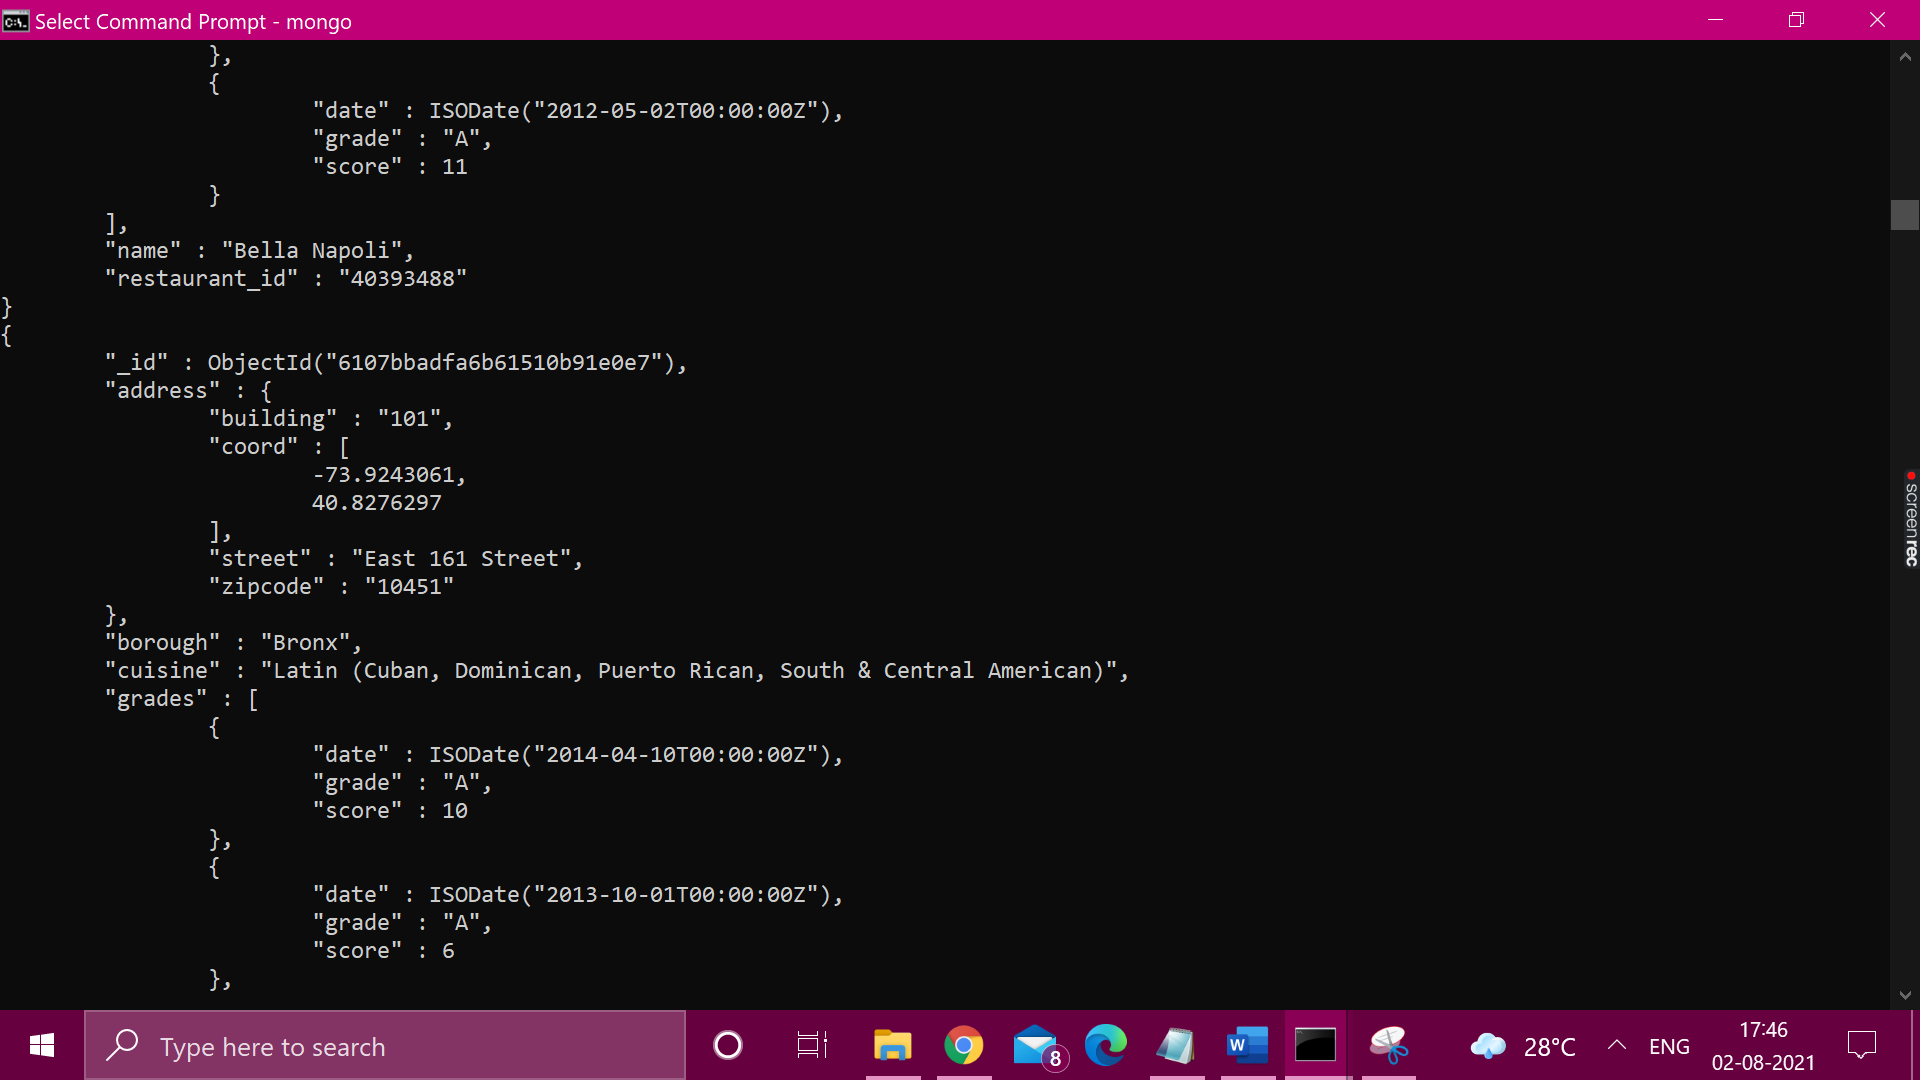 Select Command Prompt - mongo
},
{
"date" : ISODate("2012-05-02T00:00:00Z"),
"grade" : "A",
"score" : 11
}
],
"name" : "Bella Napoli",
"restaurant_id" : "40393488"
}
{
"_id" : ObjectId("6107bbadfa6b61510b91e0e7"),
"address" : {
"building" : "101",
"coord" : [
-73.9243061,
40.8276297
],
"street" : "East 161 Street",
"zipcode" : "10451"
},
"borough" : "Bronx",
"cuisine" : "Latin (Cuban, Dominican, Puerto Rican, South & Central American)",
"grades" : [
{
"date" : ISODate("2014-04-10T00:00:00Z"),
"grade" : "A",
"score" : 10
},
{
"date" : ISODate("2013-10-01T00:00:00Z"),
"grade" : "A",
"score" : 6
},
screenrec
Type here to search
8
W
28°C
ENG
17:46
02-08-2021